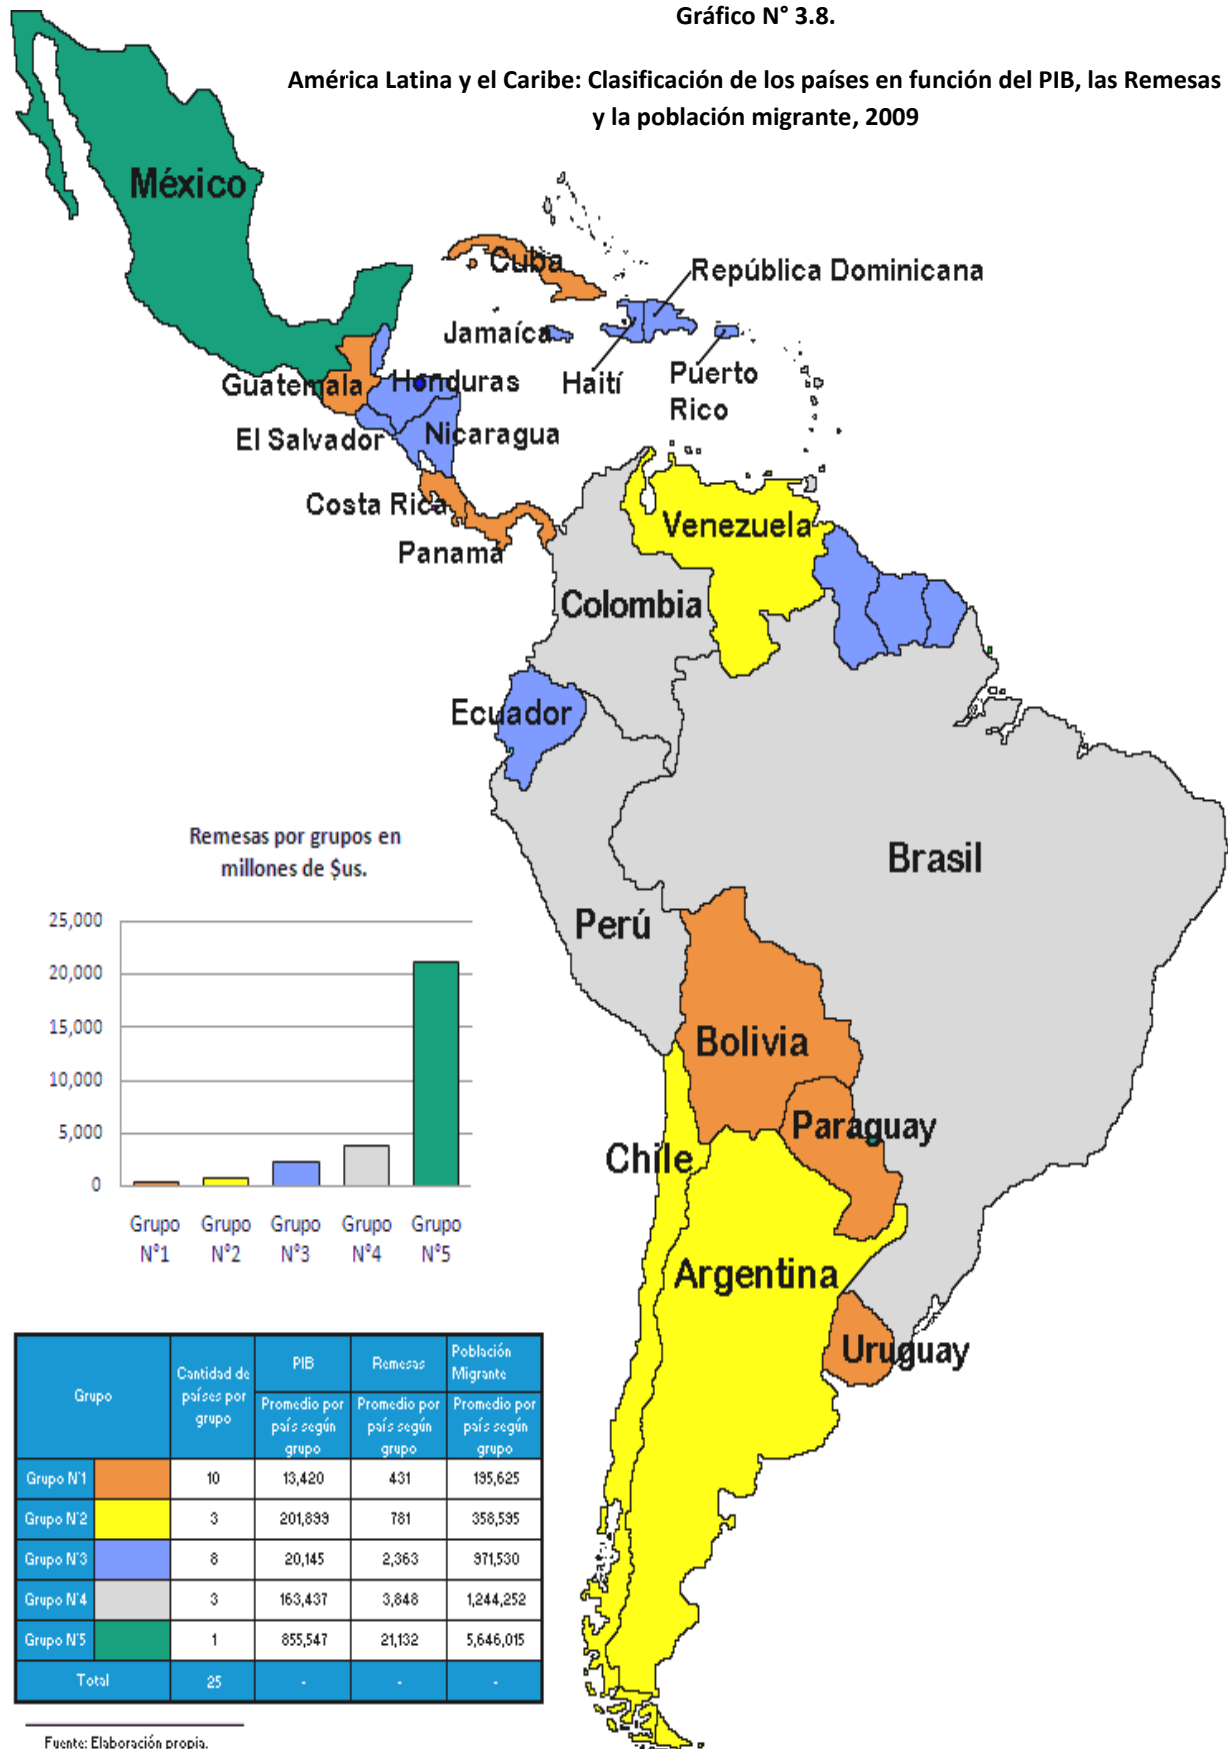 Gráfico N° 3.8.
América Latina y el Caribe: Clasificación de los países en función del PIB, las Remesas
y la población migrante, 2009
México
Cuba
República Dominicana
Jamaíca
Haití
Púerto
Rico
Guatemala
Honduras
El Salvador
Nicaragua
Costa Rica
Panamá
Venezuela
Colombia
Ecuador
Brasil
Perú
Bolivia
Paraguay
Chile
Argentina
Uruguay
Remesas por grupos en
millones de $us.
25,000
20,000
15,000
10,000
5,000
0
Grupo Grupo Grupo Grupo Grupo
N°1 N°2 N°3 N°4 N°5
Grupo
Cantidad de
países por
grupo
PIB
Promedio por
país según
grupo
Remesas
Promedio por
país según
grupo
Población
Migrante
Promedio por
país según
grupo
Grupo N°1 10 13,420 431 195,625
Grupo N°2 3 201,899 781 358,595
Grupo N°3 8 20,145 2,363 971,530
Grupo N°4 3 163,437 3,848 1,244,252
Grupo N°5 1 855,547 21,132 5,646,015
Total 25 - - -
Fuente: Elaboración propia.